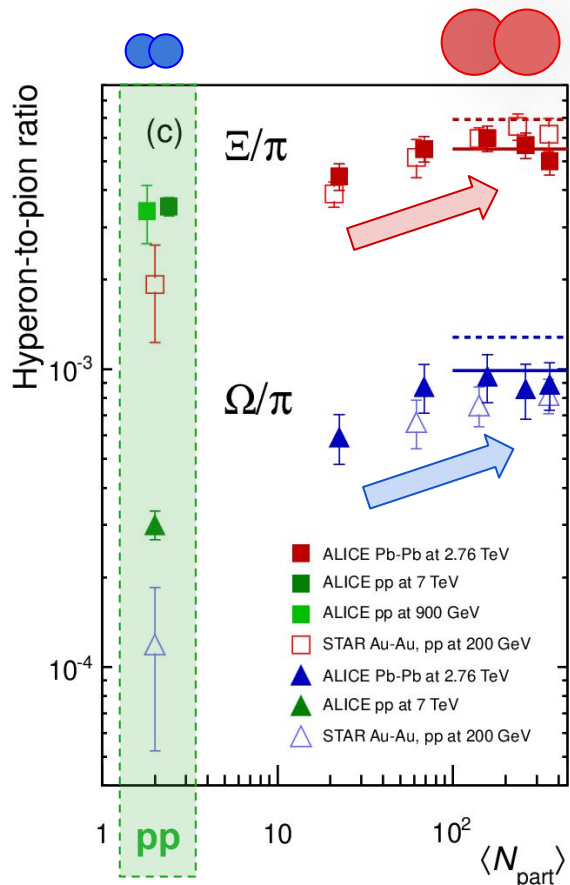 Hyperon-to-pion ratio
(c)
Ξ/π
10-3
Ω/π
ALICE Pb-Pb at 2.76 TeV
ALICE pp at 7 TeV
ALICE pp at 900 GeV
STAR Au-Au, pp at 200 GeV
ALICE Pb-Pb at 2.76 TeV
ALICE pp at 7 TeV
STAR Au-Au, pp at 200 GeV
10-4
1 10 10²
pp
⟨Npart⟩